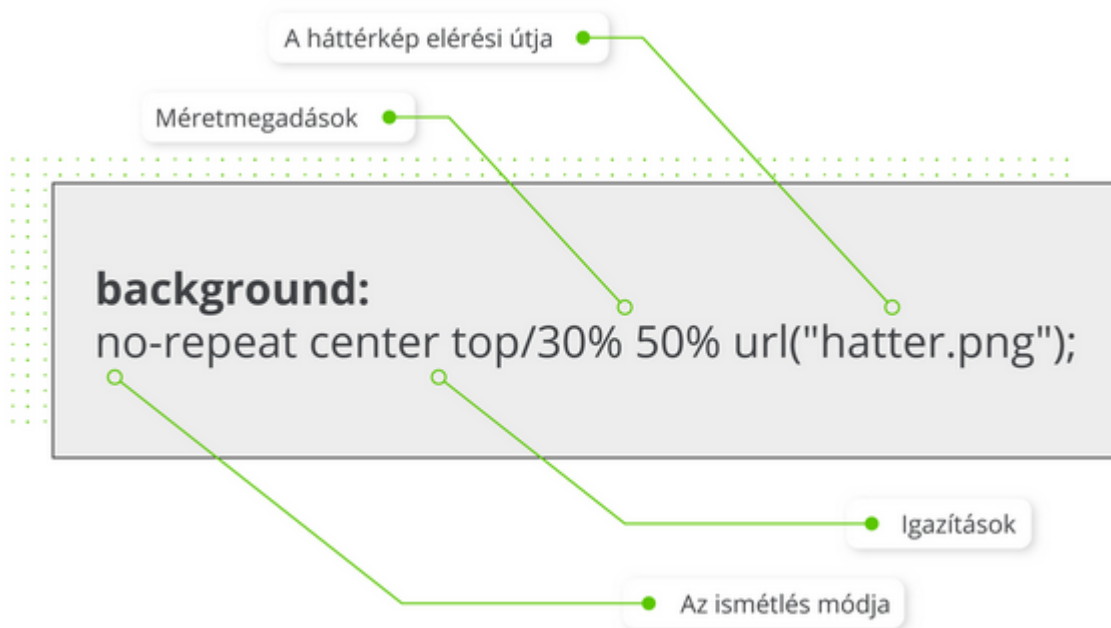 A háttérkép elérési útja
Méretmegadások
background:
no-repeat center top/30% 50% url("hatter.png");
Igazítások
Az ismétlés módja